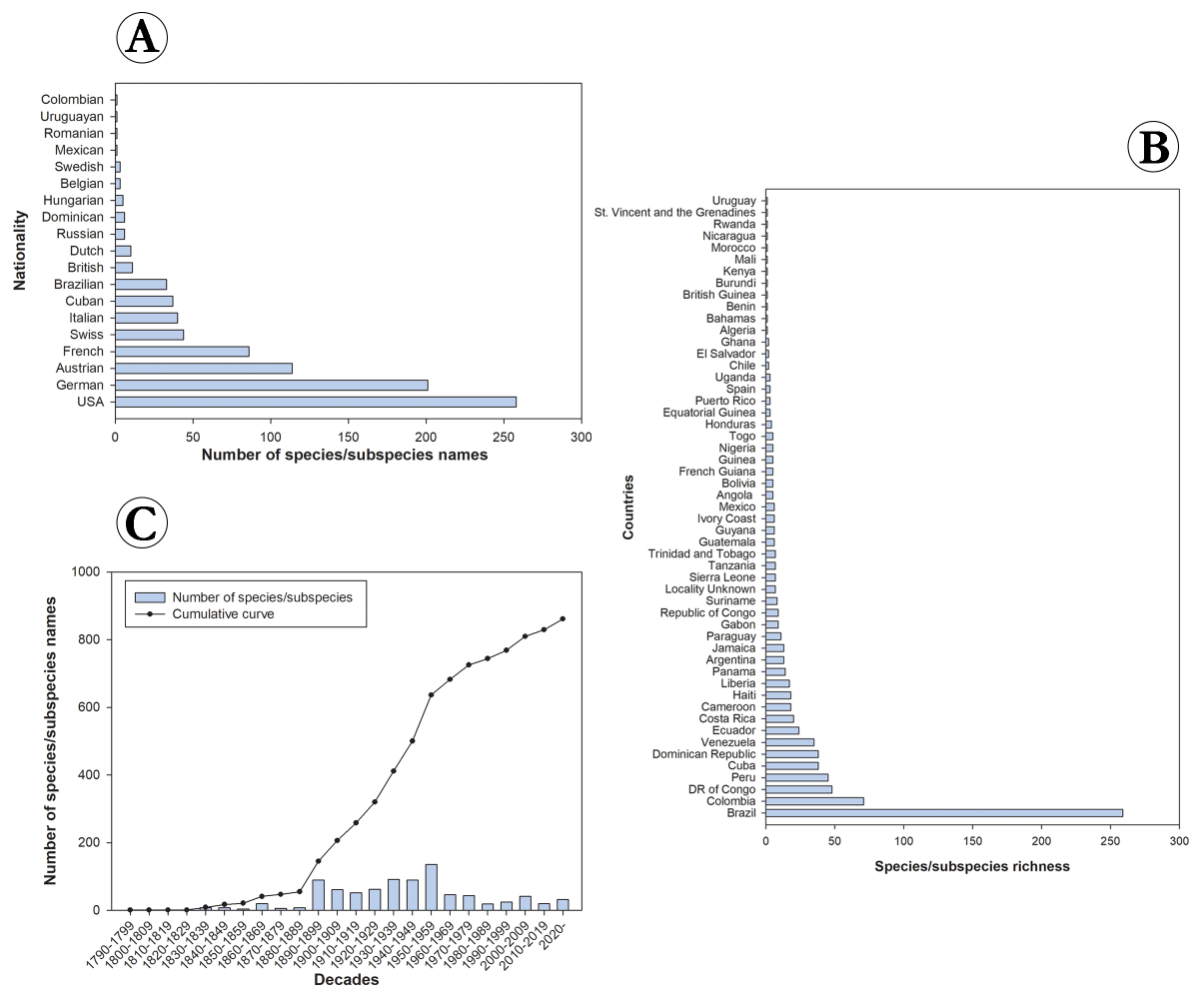 A
Nationality
Colombian
Uruguayan
Romanian
Mexican
Swedish
Belgian
Hungarian
Dominican
Russian
Dutch
British
Brazilian
Cuban
Italian
Swiss
French
Austrian
German
USA
0 50 100 150 200 250 300
Number of species/subspecies names
B
Countries
Uruguay
St. Vincent and the Grenadines
Rwanda
Nicaragua
Morocco
Mali
Kenya
Burundi
British Guinea
Benin
Bahamas
Algeria
Ghana
El Salvador
Chile
Uganda
Spain
Puerto Rico
Equatorial Guinea
Honduras
Togo
Nigeria
Guinea
French Guiana
Bolivia
Angola
Mexico
Ivory Coast
Guyana
Guatemala
Trinidad and Tobago
Tanzania
Sierra Leone
Locality Unknown
Suriname
Republic of Congo
Gabon
Paraguay
Jamaica
Argentina
Panama
Liberia
Haiti
Cameroon
Costa Rica
Ecuador
Venezuela
Dominican Republic
Cuba
Peru
DR of Congo
Colombia
Brazil
0 50 100 150 200 250 300
Species/subspecies richness
C
Number of species/subspecies names
1000
800
600
400
200
0
Number of species/subspecies
Cumulative curve
1790-1799
1800-1809
1810-1819
1820-1829
1830-1839
1840-1849
1850-1859
1860-1869
1870-1879
1880-1889
1890-1899
1900-1909
1910-1919
1920-1929
1930-1939
1940-1949
1950-1959
1960-1969
1970-1979
1980-1989
1990-1999
2000-2009
2010-2019
2020-
Decades